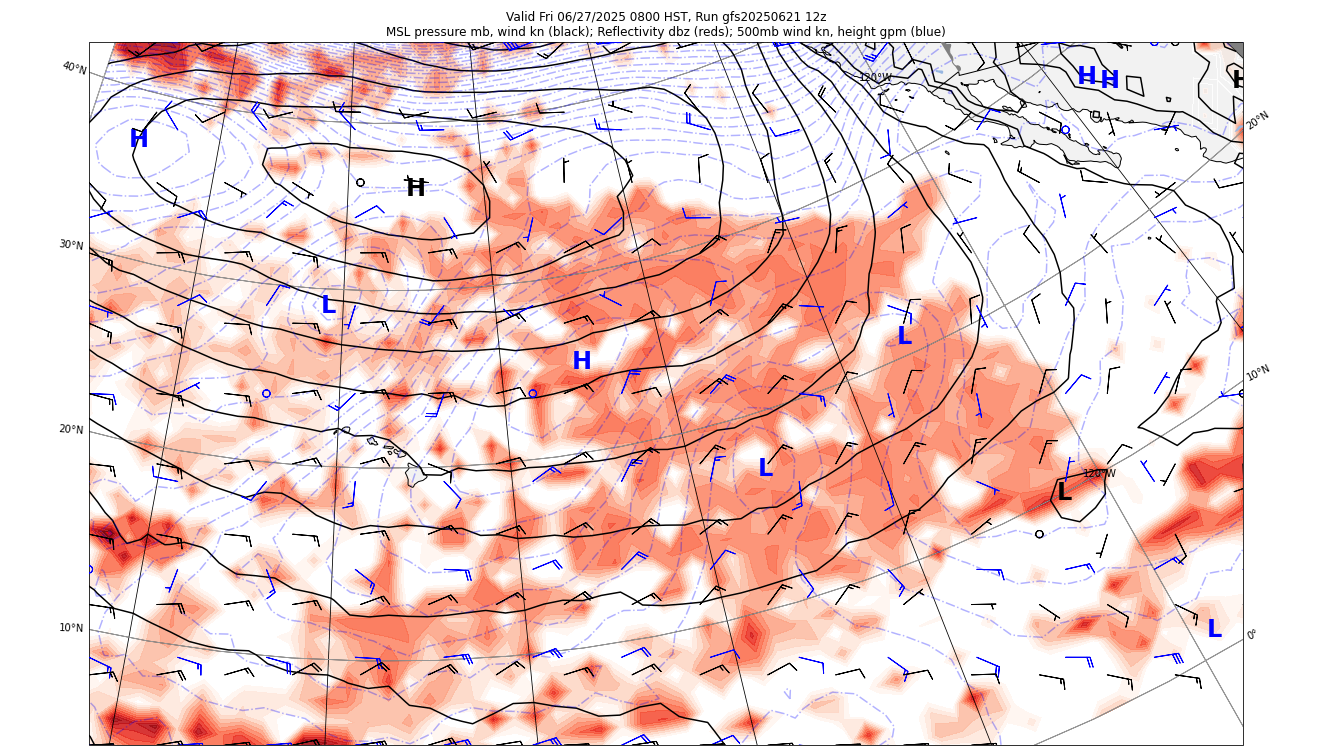 Valid Fri 06/27/2025 0800 HST, Run gfs20250621 12z
MSL pressure mb, wind kn (black); Reflectivity dbz (reds); 500mb wind kn, height gpm (blue)
40°N
120°W
H H
H
20°N
H
H
30°N
L
L
H
10°N
20°N
L
120°W
L
10°N
L
0°